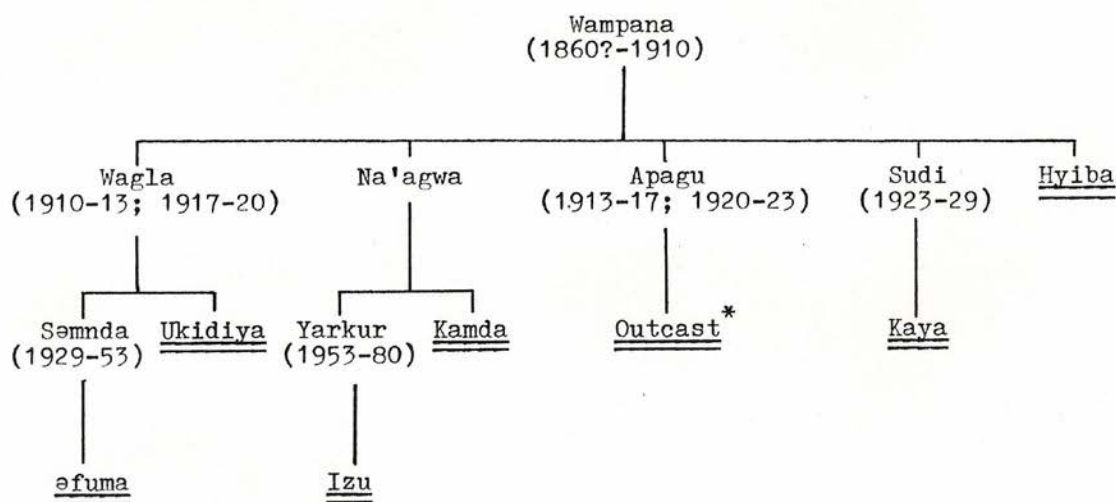 Wampana
(1860?-1910)
Wagla Na'agwa Apagu Sudi Hyiba
(1910-13; 1917-20) (1913-17; 1920-23) (1923-29)
Səmnda Ukidiya Yarkur Kamda Outcast* Kaya
(1929-53) (1953-80)
əfuma Izu